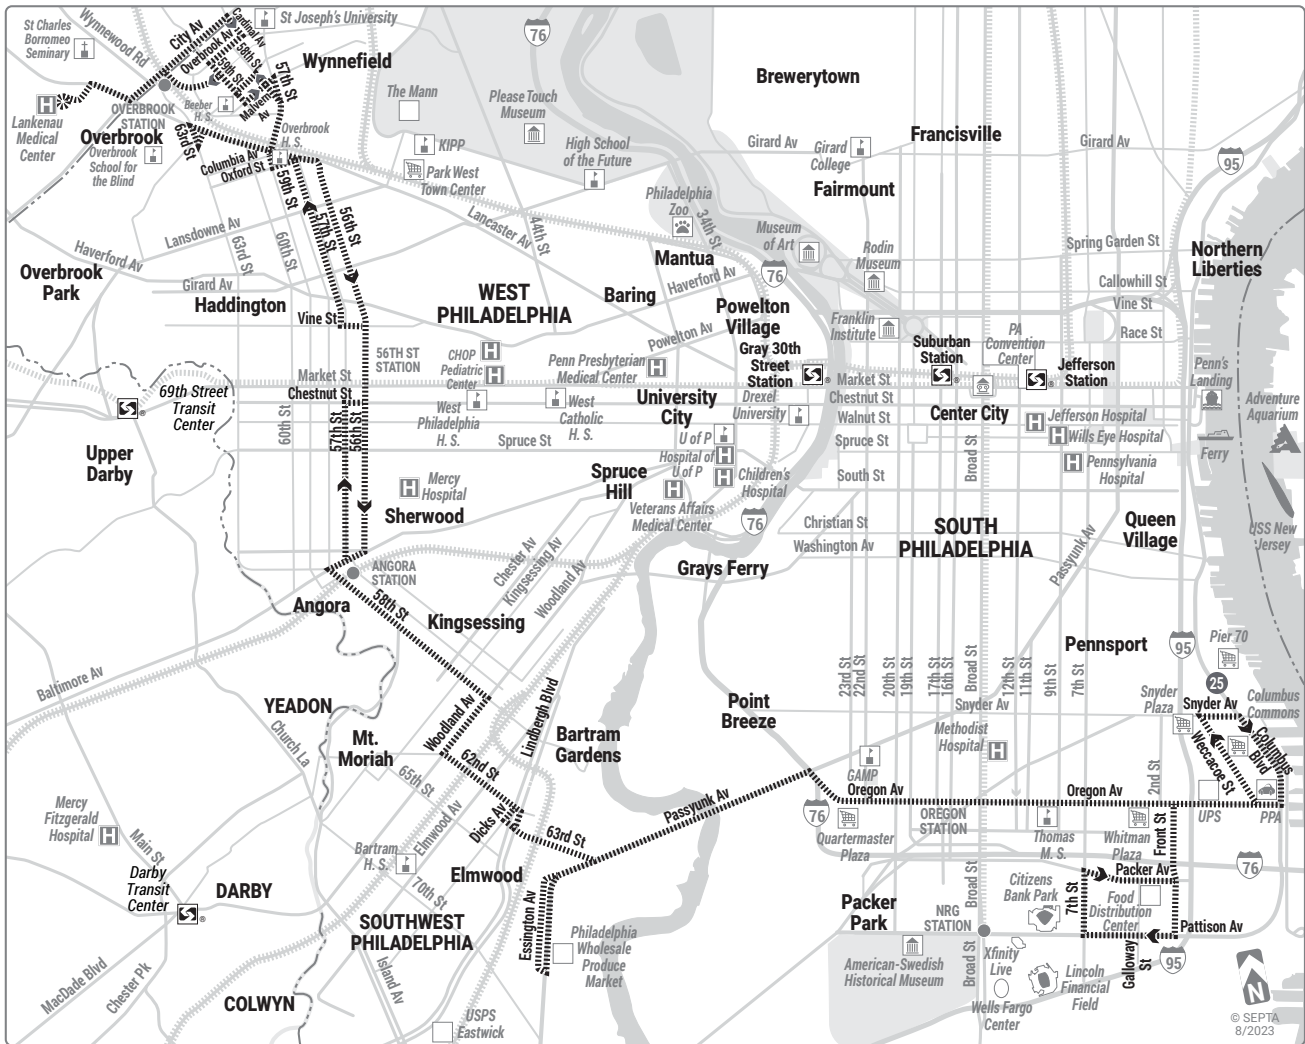 St Charles
Borromeo
Seminary
Wynnewood Rd
City Av
Cardinal Av
St Joseph's University
Overbrook Av
58th St
59th St
57th St
Malvern
Av
Wynnefield
76
Brewerytown
H
Lankenau
Medical
Center
OVERBROOK
STATION
Beeber
H. S.
Overbrook
Overbrook
School for
the Blind
63rd St
Overbrook
H. S.
Columbia Av
Oxford St
59th St
The Mann
Please Touch
Museum
KIPP
High School
of the Future
Park West
Town Center
Girard Av
Girard
College
Francisville
Girard Av
95
Fairmount
Philadelphia
Zoo
34th St
Museum
of Art
Rodin
Museum
Spring Garden St
Northern
Liberties
Lansdowne Av
Haverford Av
63rd St
60th St
57th St
56th St
Lancaster Av
44th St
Mantua
Haverford Av
76
Callowhill St
Overbrook
Park
Girard Av
Haddington
Vine St
WEST
PHILADELPHIA
Baring
Powelton
Village
Powelton Av
Franklin
Institute
Suburban
Station
PA
Convention
Center
Vine St
Race St
Jefferson
Station
Penn's
Landing
56TH ST
STATION
CHOP
Pediatric
Center
H
H
Penn Presbyterian
Medical Center
H
Gray 30th
Street
Station
®
®
®
Market St
Chestnut St
Market St
Chestnut St
Walnut St
69th Street
Transit
Center
®
60th St
57th St
56th St
West
Philadelphia
H. S.
West
Catholic
H. S.
University
City
Drexel
University
Center City
H
Jefferson Hospital
H
Wills Eye Hospital
Adventure
Aquarium
Upper
Darby
Spruce St
U of P
Hospital of
U of P
H
Spruce St
Broad St
H
Pennsylvania
Hospital
Ferry
H
Mercy
Hospital
Spruce
Hill
H
Children's
Hospital
South St
H
Veterans Affairs
Medical Center
Sherwood
76
Christian St
Washington Av
SOUTH
PHILADELPHIA
Passyunk Av
Queen
Village
USS New
Jersey
ANGORA
STATION
Chester Av
Kingsessing Av
Woodland Av
Grays Ferry
Angora
58th St
Kingsessing
Pennsport
95
Pier 70
Baltimore Av
23rd St
22nd St
20th St
19th St
17th St
16th St
Broad St
12th St
11th St
9th St
7th St
25
YEADON
Church La
Woodland Av
Lindbergh Blvd
Point
Breeze
Snyder Av
Snyder
Plaza
Snyder Av
Columbus
Commons
Mt.
Moriah
62nd St
65th St
Bartram
Gardens
Methodist
Hospital
H
GAMP
Weccacoe St
Columbus
Blvd
2nd St
Mercy
Fitzgerald
Hospital
H
Main St
Elmwood Av
Dicks Av
63rd St
Passyunk Av
76
Oregon Av
Oregon Av
Quartermaster
Plaza
OREGON
STATION
Thomas
M. S.
Whitman
Plaza
Front St
UPS
PPA
Bartram
H. S.
70th St
Elmwood
Darby
Transit
Center
®
DARBY
SOUTHWEST
PHILADELPHIA
Essington Av
Philadelphia
Wholesale
Produce
Market
Packer
Park
Broad St
Citizens
Bank Park
7th St
Packer Av
Food
Distribution
Center
76
NRG
STATION
Pattison Av
MacDade Blvd
Chester Pk
Island Av
American-Swedish
Historical Museum
Broad St
Xfinity
Live
Lincoln
Financial
Field
Galloway
St
95
N
COLWYN
USPS
Eastwick
Wells Fargo
Center
© SEPTA
8/2023